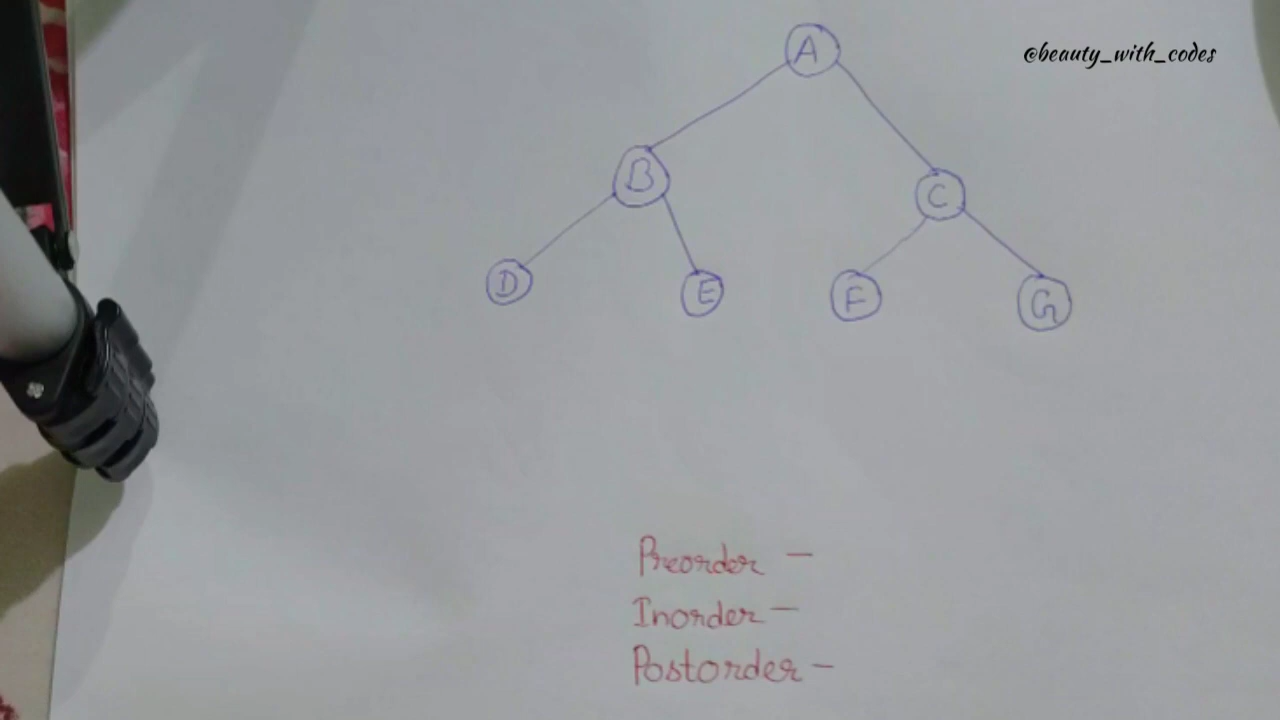 @beauty_with_codes
A
B
C
D
E
F
G
Preorder -
Inorder -
Postorder -